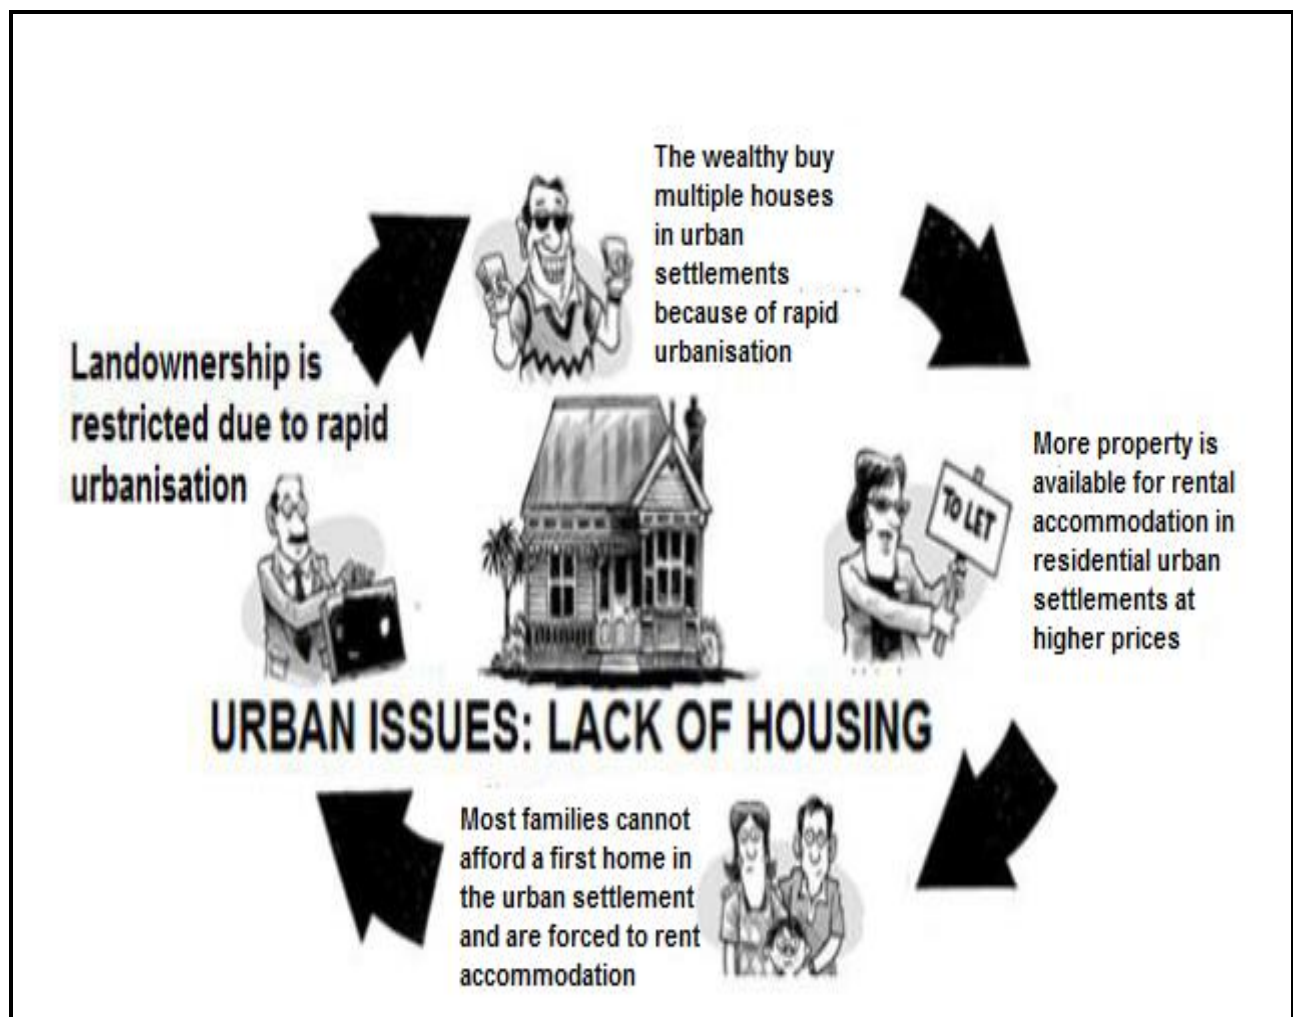 The wealthy buy
multiple houses
in urban
settlements
because of rapid
urbanisation
Landownership is
restricted due to rapid
urbanisation
More property is
available for rental
accommodation in
residential urban
settlements at
higher prices
TO LET
URBAN ISSUES: LACK OF HOUSING
Most families cannot
afford a first home in
the urban settlement
and are forced to rent
accommodation